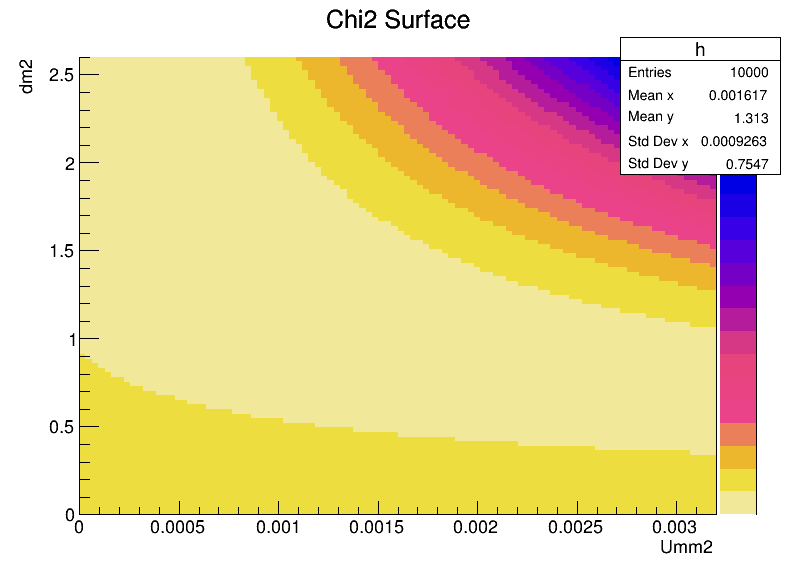 Chi2 Surface
h
Entries 10000
Mean x 0.001617
Mean y 1.313
Std Dev x 0.0009263
Std Dev y 0.7547
dm2
2.5
2
1.5
1
0.5
0
0 0.0005 0.001 0.0015 0.002 0.0025 0.003
Umm2